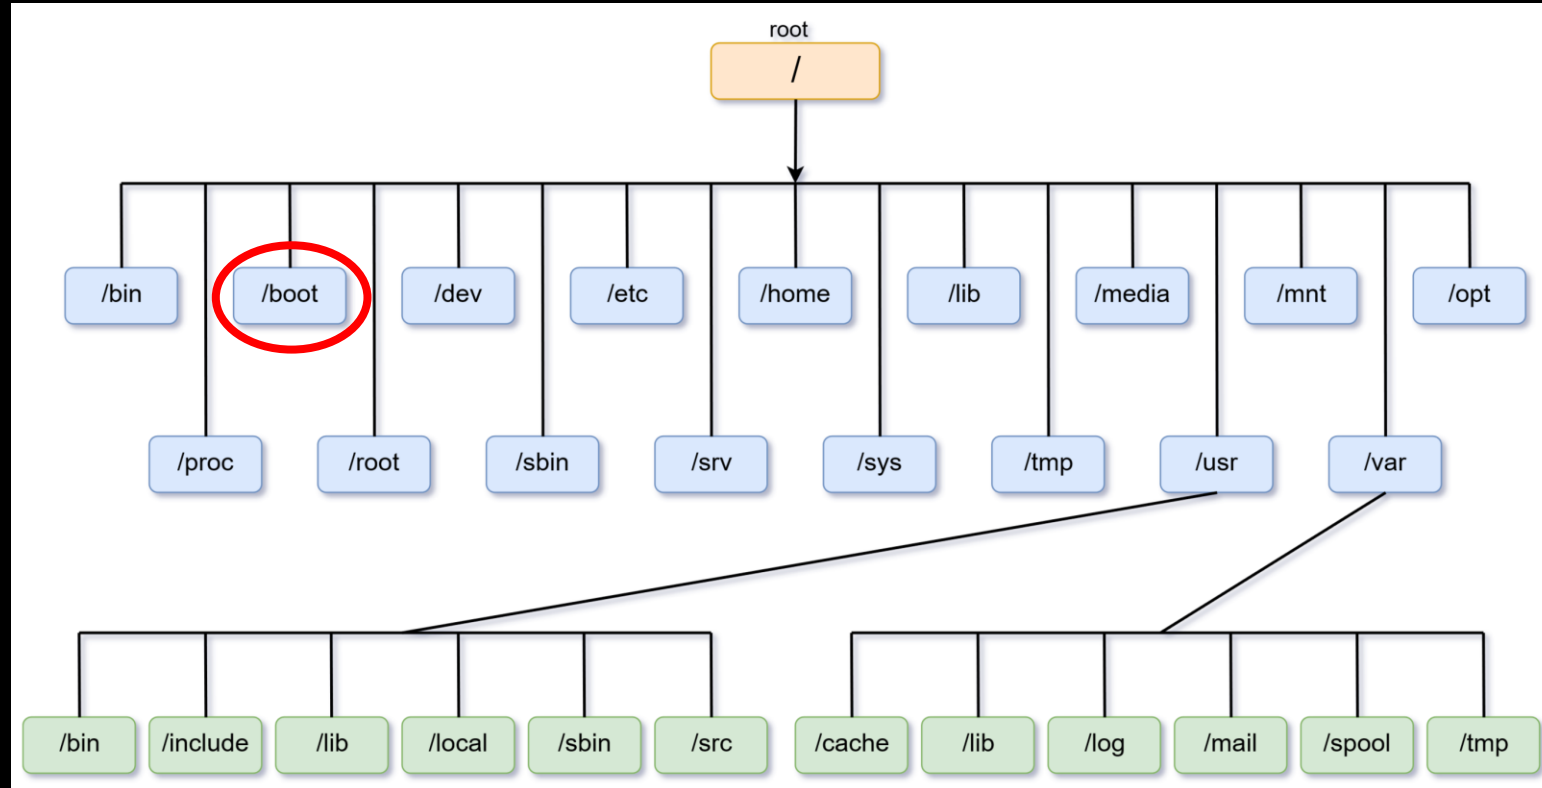 root
/
/bin
/boot
/dev
/etc
/home
/lib
/media
/mnt
/opt
/proc
/root
/sbin
/srv
/sys
/tmp
/usr
/var
/bin
/include
/lib
/local
/sbin
/src
/cache
/lib
/log
/mail
/spool
/tmp